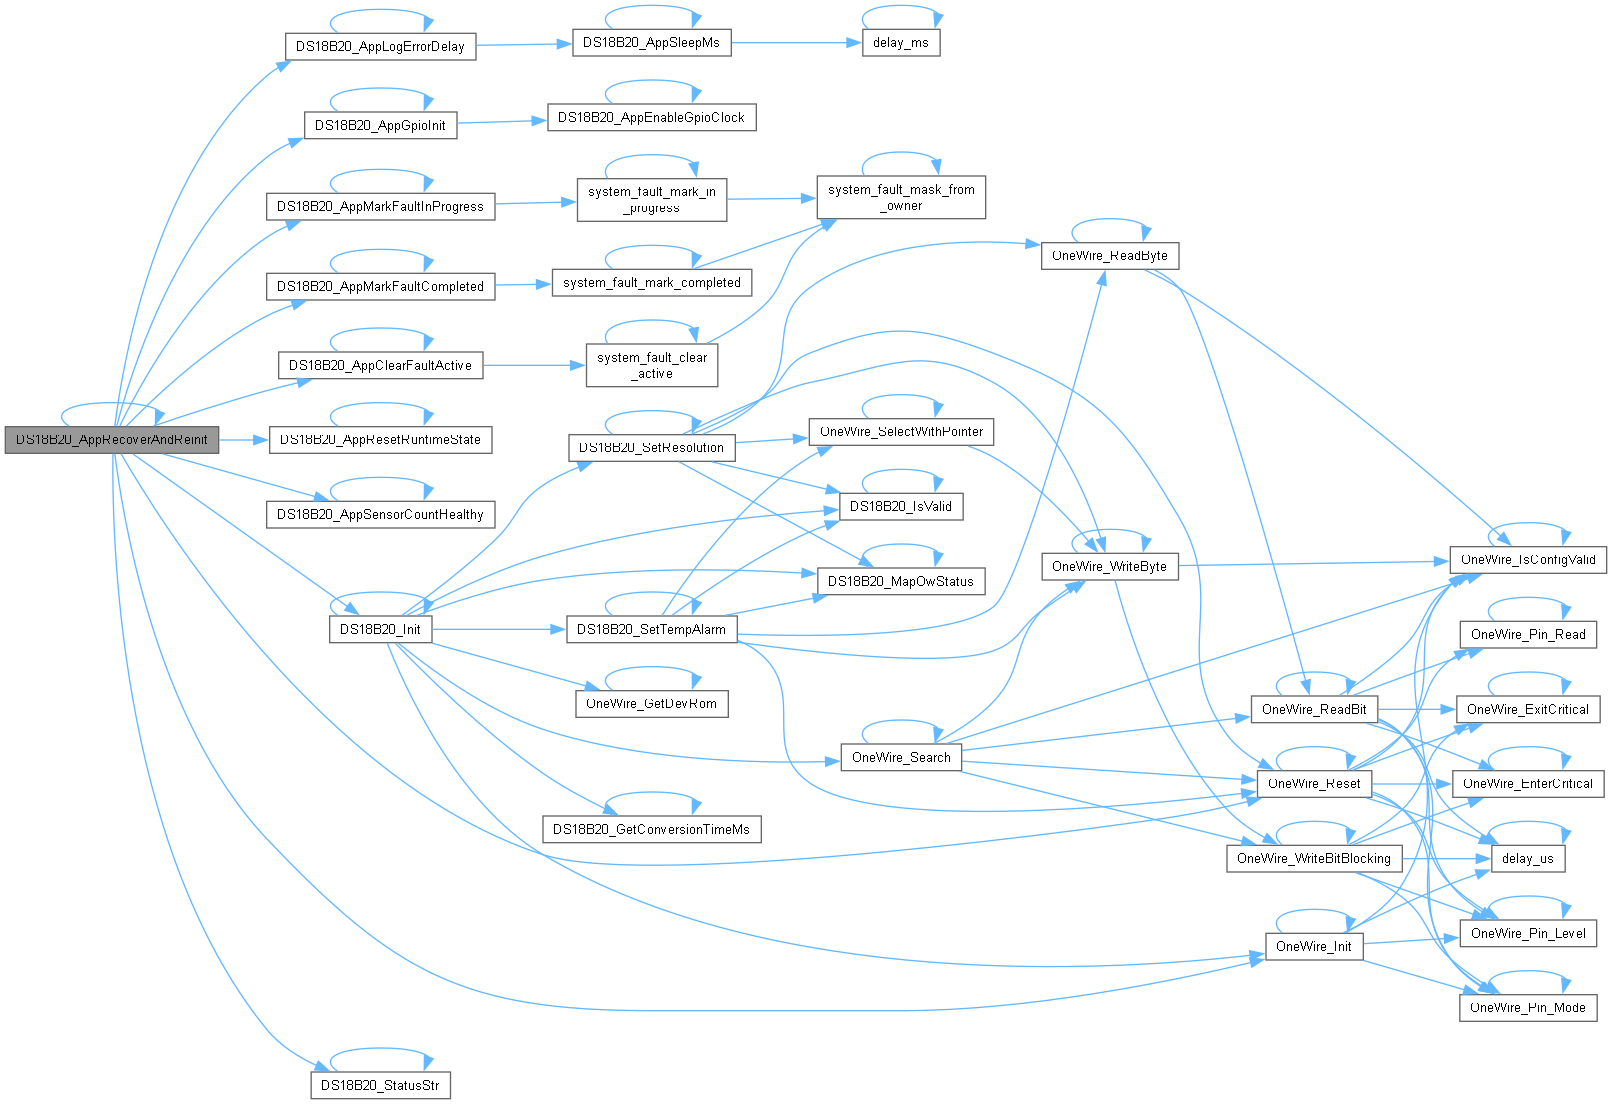 DS18B20_AppRecoverAndReinit
DS18B20_AppLogErrorDelay
DS18B20_AppSleepMs
delay_ms
DS18B20_AppGpioInit
DS18B20_AppEnableGpioClock
DS18B20_AppMarkFaultInProgress
system_fault_mark_in
_progress
system_fault_mask_from
_owner
DS18B20_AppMarkFaultCompleted
system_fault_mark_completed
DS18B20_AppClearFaultActive
system_fault_clear
_active
DS18B20_AppResetRuntimeState
DS18B20_AppSensorCountHealthy
DS18B20_Init
DS18B20_SetResolution
DS18B20_SetTempAlarm
OneWire_GetDevRom
DS18B20_GetConversionTimeMs
OneWire_SelectWithPointer
DS18B20_IsValid
DS18B20_MapOwStatus
OneWire_Search
OneWire_ReadByte
OneWire_WriteByte
OneWire_ReadBit
OneWire_Reset
OneWire_WriteBitBlocking
OneWire_Init
OneWire_IsConfigValid
OneWire_Pin_Read
OneWire_ExitCritical
OneWire_EnterCritical
delay_us
OneWire_Pin_Level
OneWire_Pin_Mode
DS18B20_StatusStr